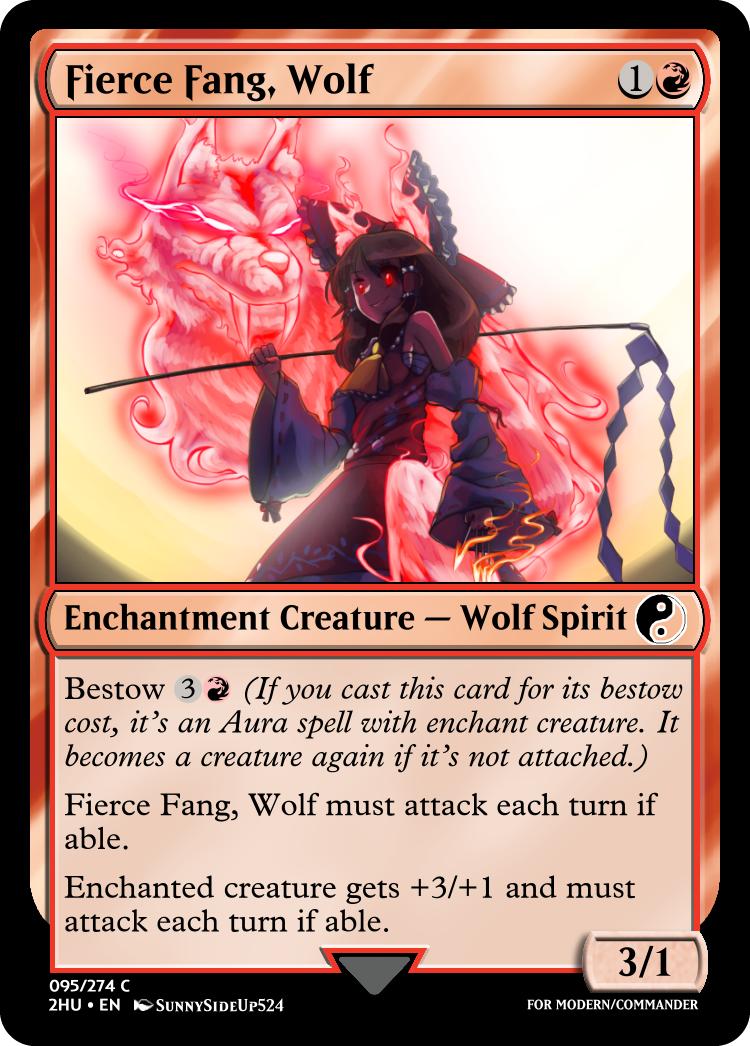 Fierce Fang, Wolf 1
Enchantment Creature — Wolf Spirit
Bestow 3 (If you cast this card for its bestow
cost, it's an Aura spell with enchant creature. It
becomes a creature again if it's not attached.)
Fierce Fang, Wolf must attack each turn if
able.
Enchanted creature gets +3/+1 and must
attack each turn if able.
3/1
095/274 C
2HU • EN SunnySideUp524
FOR MODERN/COMMANDER